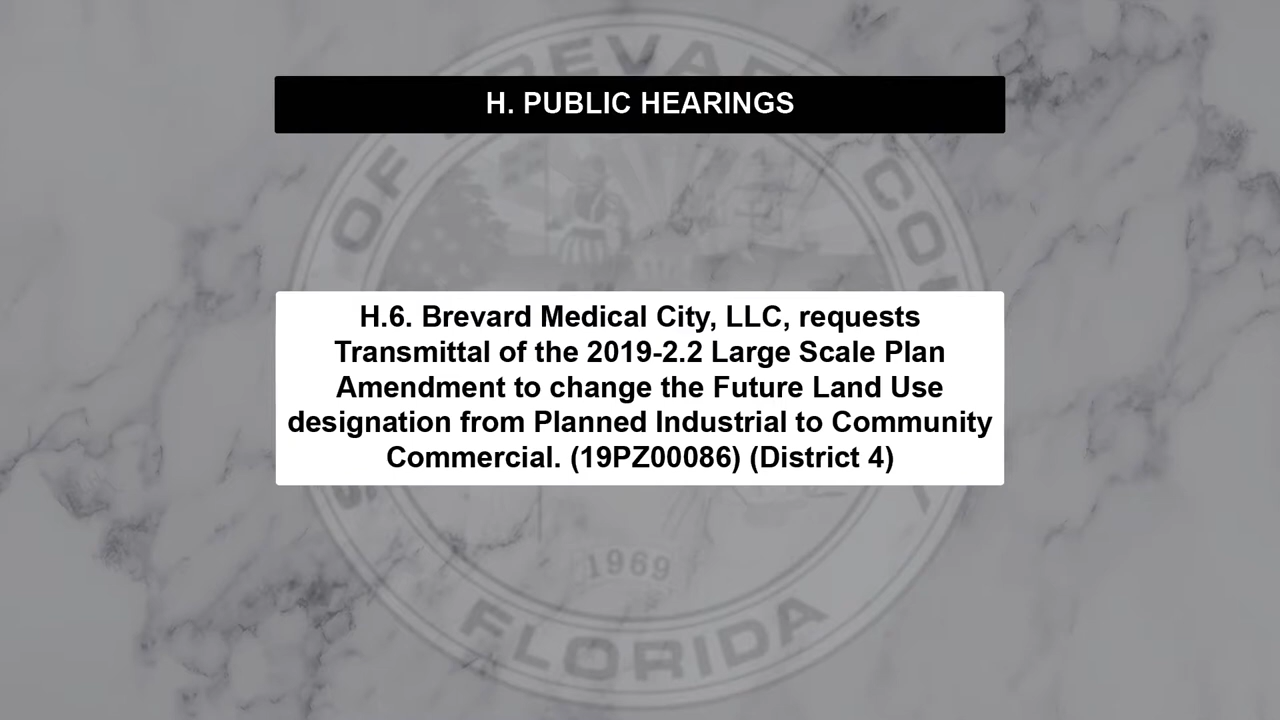 H. PUBLIC HEARINGS
H.6. Brevard Medical City, LLC, requests
Transmittal of the 2019-2.2 Large Scale Plan
Amendment to change the Future Land Use
designation from Planned Industrial to Community
Commercial. (19PZ00086) (District 4)
1969
FLORIDA